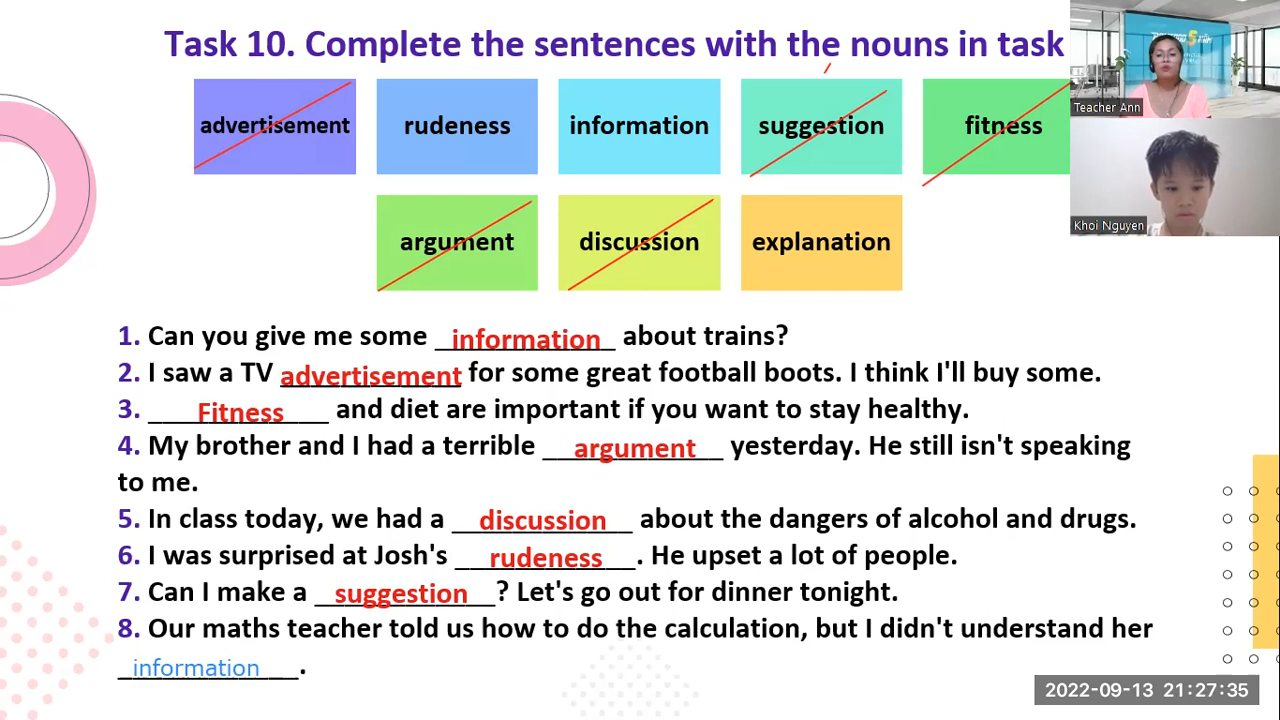 Task 10. Complete the sentences with the nouns in task
advertisement rudeness information suggestion fitness
argument discussion explanation
1. Can you give me some information about trains?
2. I saw a TV advertisement for some great football boots. I think I'll buy some.
3. Fitness and diet are important if you want to stay healthy.
4. My brother and I had a terrible argument yesterday. He still isn't speaking
to me.
5. In class today, we had a discussion about the dangers of alcohol and drugs.
6. I was surprised at Josh's rudeness. He upset a lot of people.
7. Can I make a suggestion? Let's go out for dinner tonight.
8. Our maths teacher told us how to do the calculation, but I didn't understand her
information.
Teacher Ann
Khoi Nguyen
2022-09-13 21:27:35